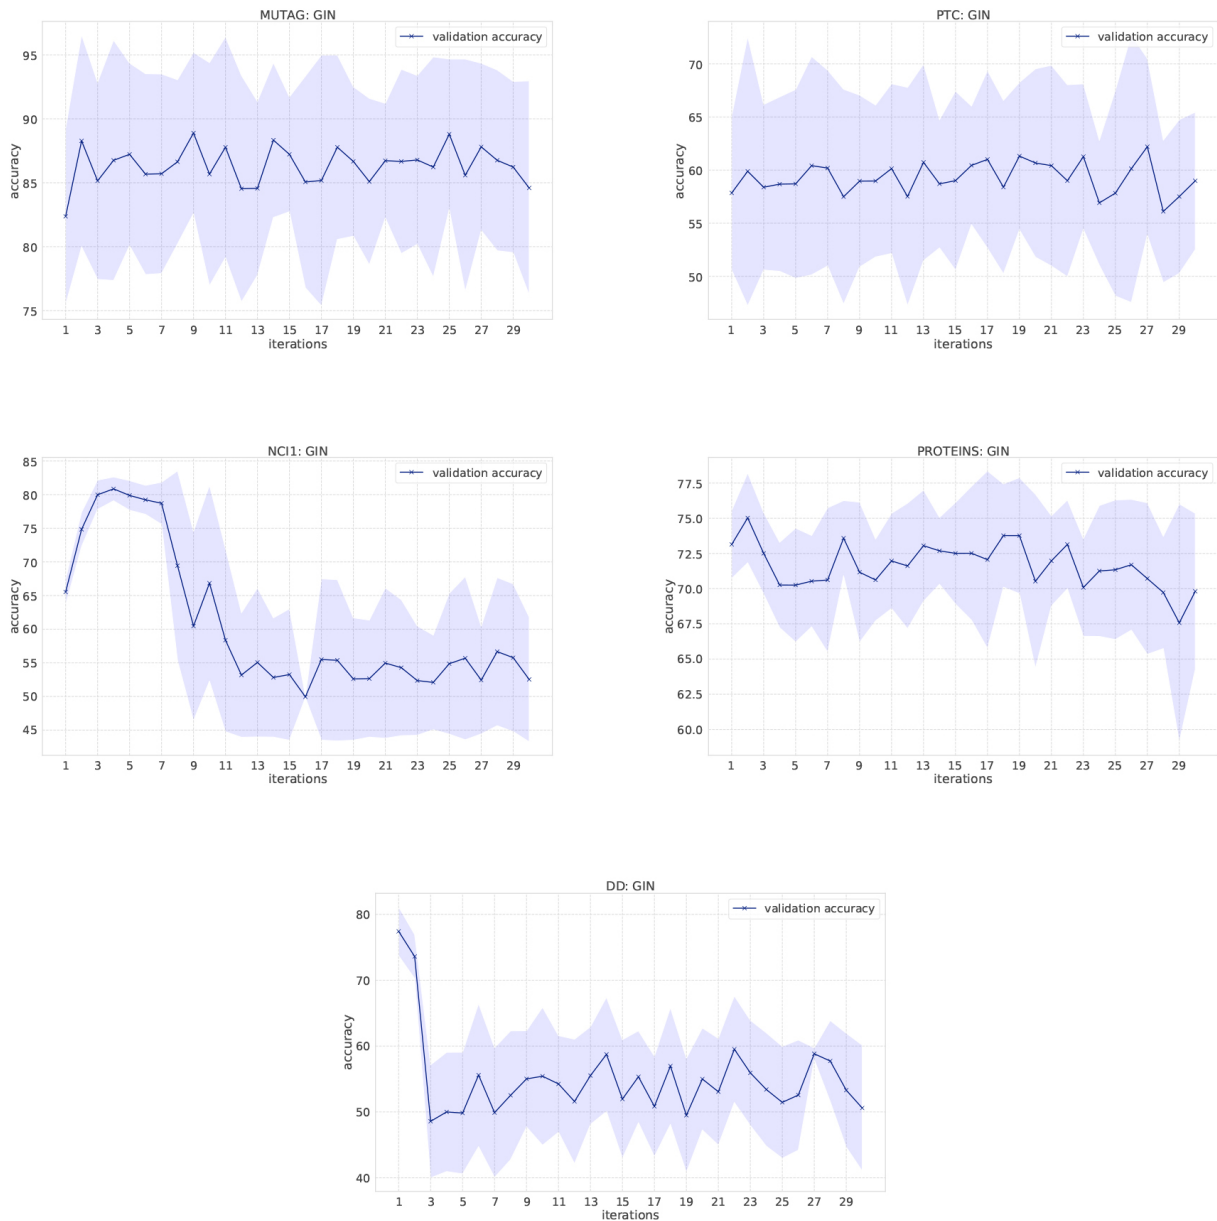 MUTAG: GIN
validation accuracy
95
90
85
80
75
accuracy
1 3 5 7 9 11 13 15 17 19 21 23 25 27 29
iterations
PTC: GIN
validation accuracy
70
65
60
55
50
accuracy
1 3 5 7 9 11 13 15 17 19 21 23 25 27 29
iterations
NCI1: GIN
validation accuracy
85
80
75
70
65
60
55
50
45
accuracy
1 3 5 7 9 11 13 15 17 19 21 23 25 27 29
iterations
PROTEINS: GIN
validation accuracy
77.5
75.0
72.5
70.0
67.5
65.0
62.5
60.0
accuracy
1 3 5 7 9 11 13 15 17 19 21 23 25 27 29
iterations
DD: GIN
validation accuracy
80
70
60
50
40
accuracy
1 3 5 7 9 11 13 15 17 19 21 23 25 27 29
iterations